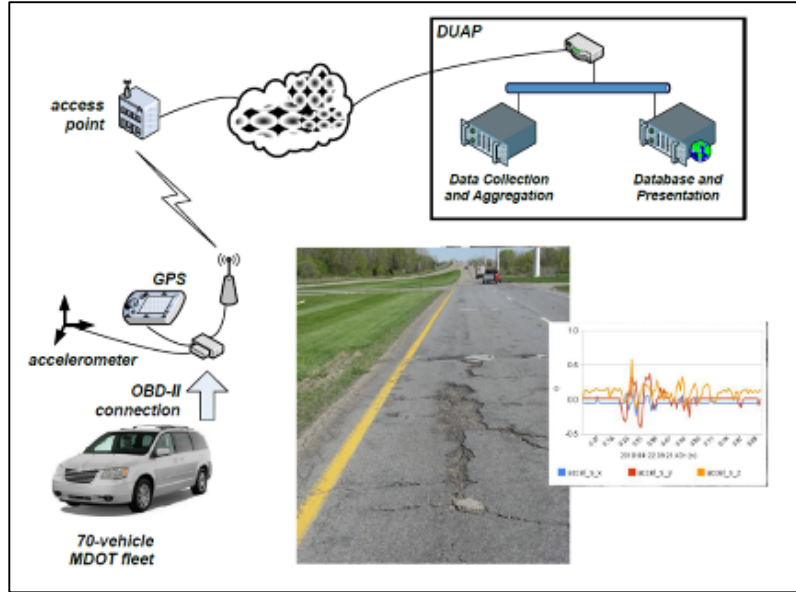 DUAP
access
point
Data Collection
and Aggregation
Database and
Presentation
GPS
accelerometer
OBD-II
connection
70-vehicle
MDOT fleet
1.0
0.5
0.0
-0.5
accel_s_x accel_s_y accel_s_z